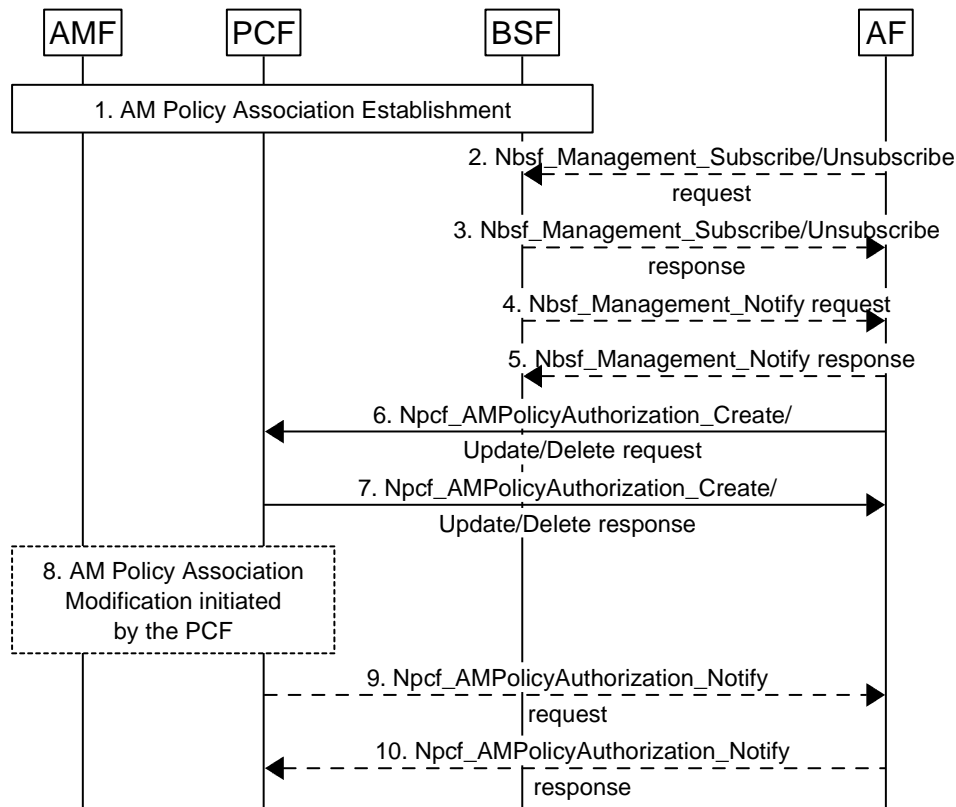 AMF PCF BSF AF
1. AM Policy Association Establishment
2. Nbsf_Management_Subscribe/Unsubscribe
request
3. Nbsf_Management_Subscribe/Unsubscribe
response
4. Nbsf_Management_Notify request
5. Nbsf_Management_Notify response
6. Npcf_AMPolicyAuthorization_Create/
Update/Delete request
7. Npcf_AMPolicyAuthorization_Create/
Update/Delete response
8. AM Policy Association
Modification initiated
by the PCF
9. Npcf_AMPolicyAuthorization_Notify
request
10. Npcf_AMPolicyAuthorization_Notify
response